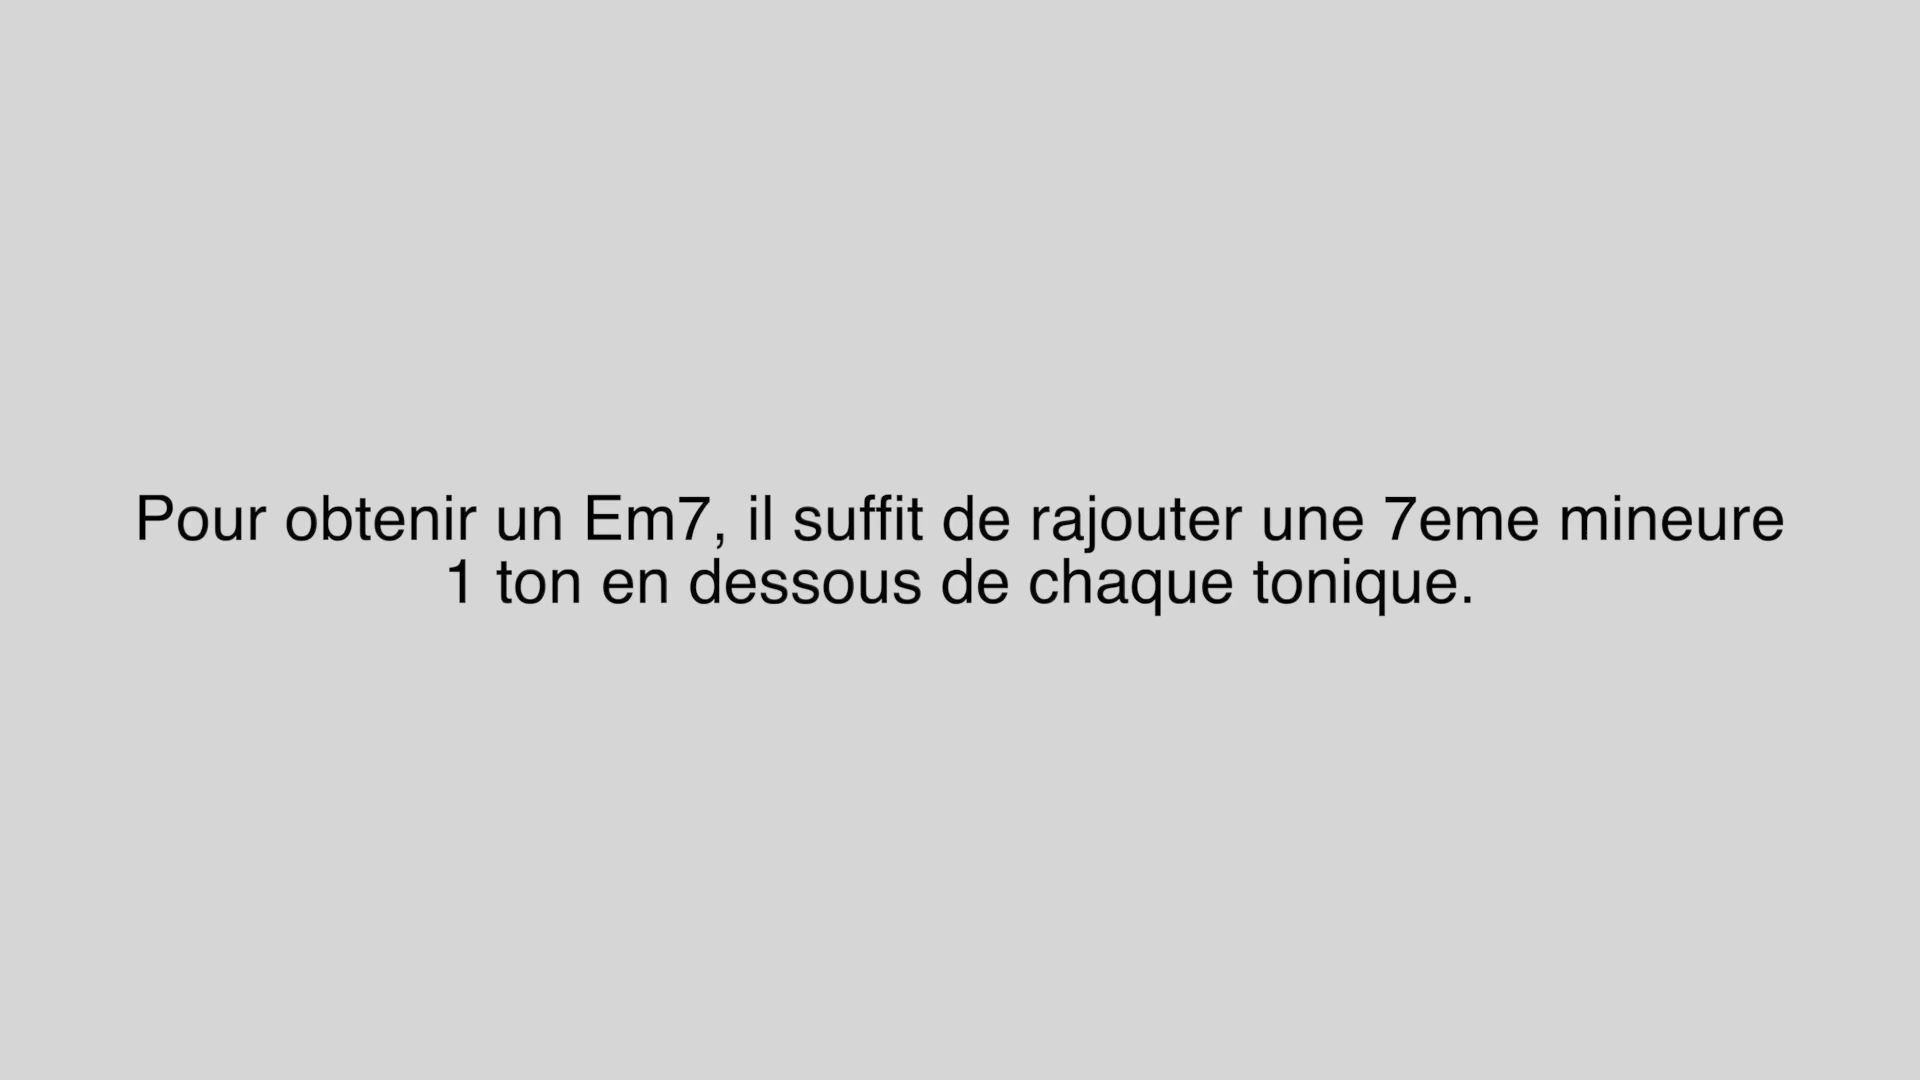 Pour obtenir un Em7, il suffit de rajouter une 7eme mineure
1 ton en dessous de chaque tonique.